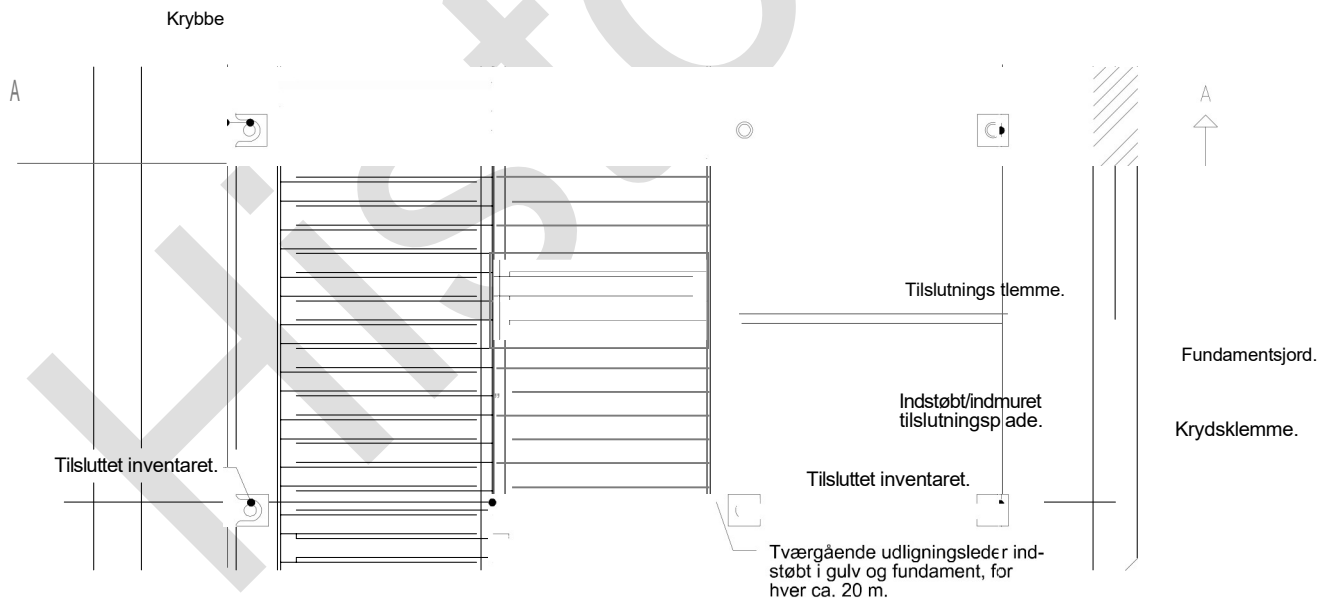 Krybbe
A
A
Tilslutnings tlemme.
Fundamentsjord.
Indstøbt/indmuret
tilslutningsp ade.
Krydsklemme.
Tilsluttet inventaret.
Tilsluttet inventaret.
Tværgående udligningsleder ind-
støbt i gulv og fundament, for
hver ca. 20 m.